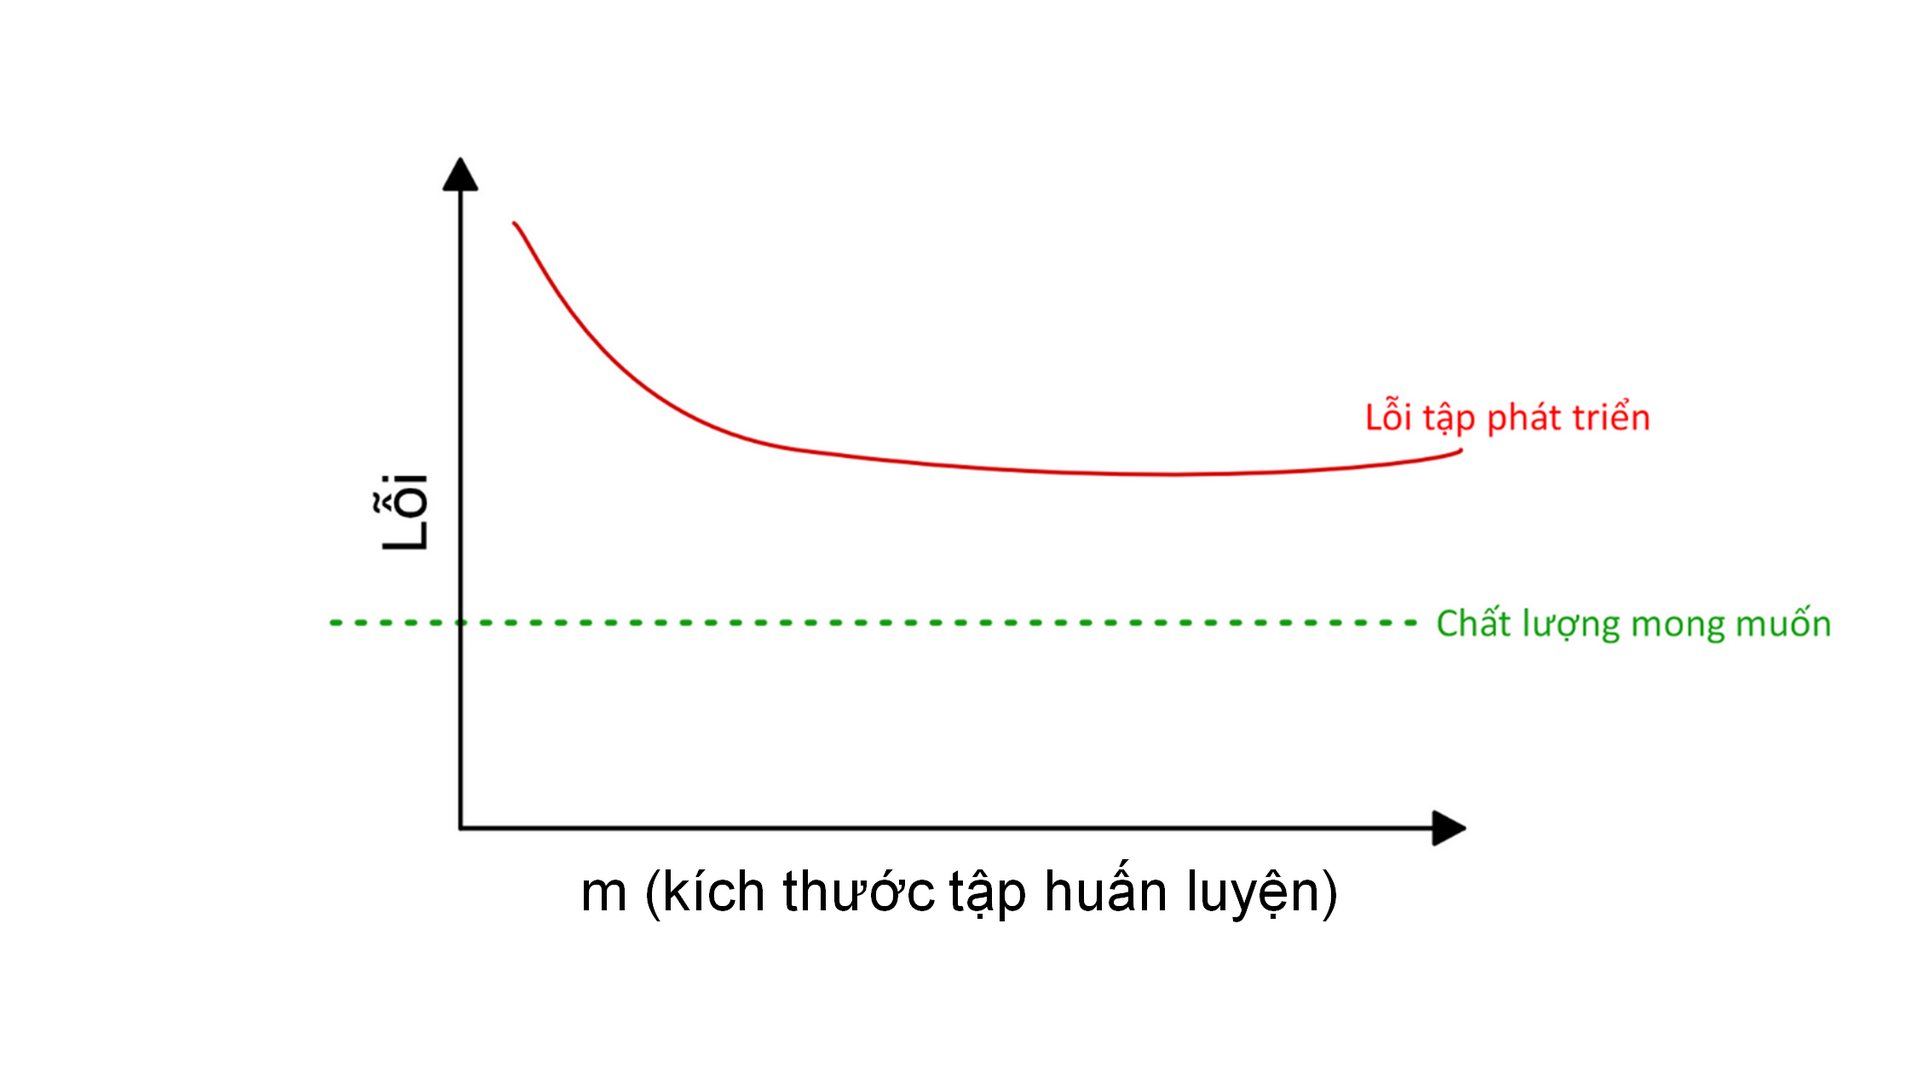 Lỗi tập phát triển
Lỗi
Chất lượng mong muốn
m (kích thước tập huấn luyện)